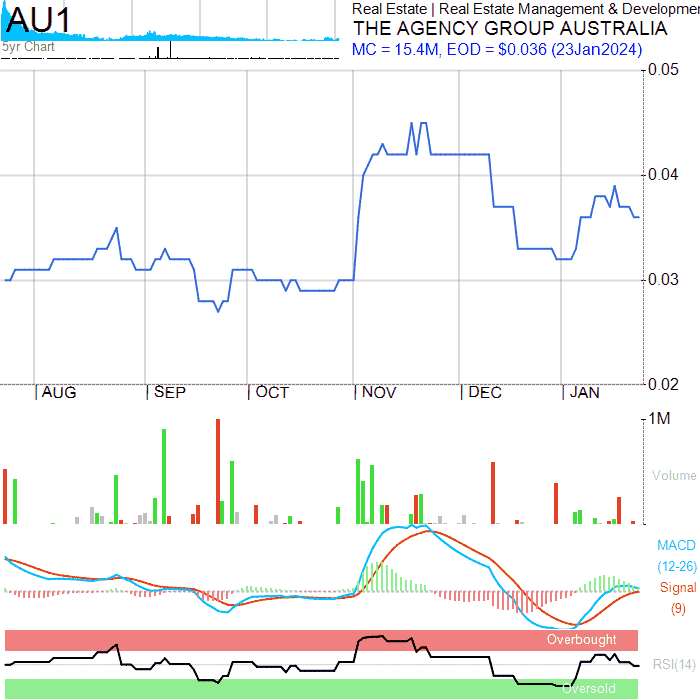 AU1
5yr Chart
Real Estate | Real Estate Management & Developmen
THE AGENCY GROUP AUSTRALIA
MC = 15.4M, EOD = $0.036 (23Jan2024)
0.05
0.04
0.03
0.02
AUG SEP OCT NOV DEC JAN
1M
Volume
MACD
(12-26)
Signal
(9)
Overbought
RSI(14)
Oversold